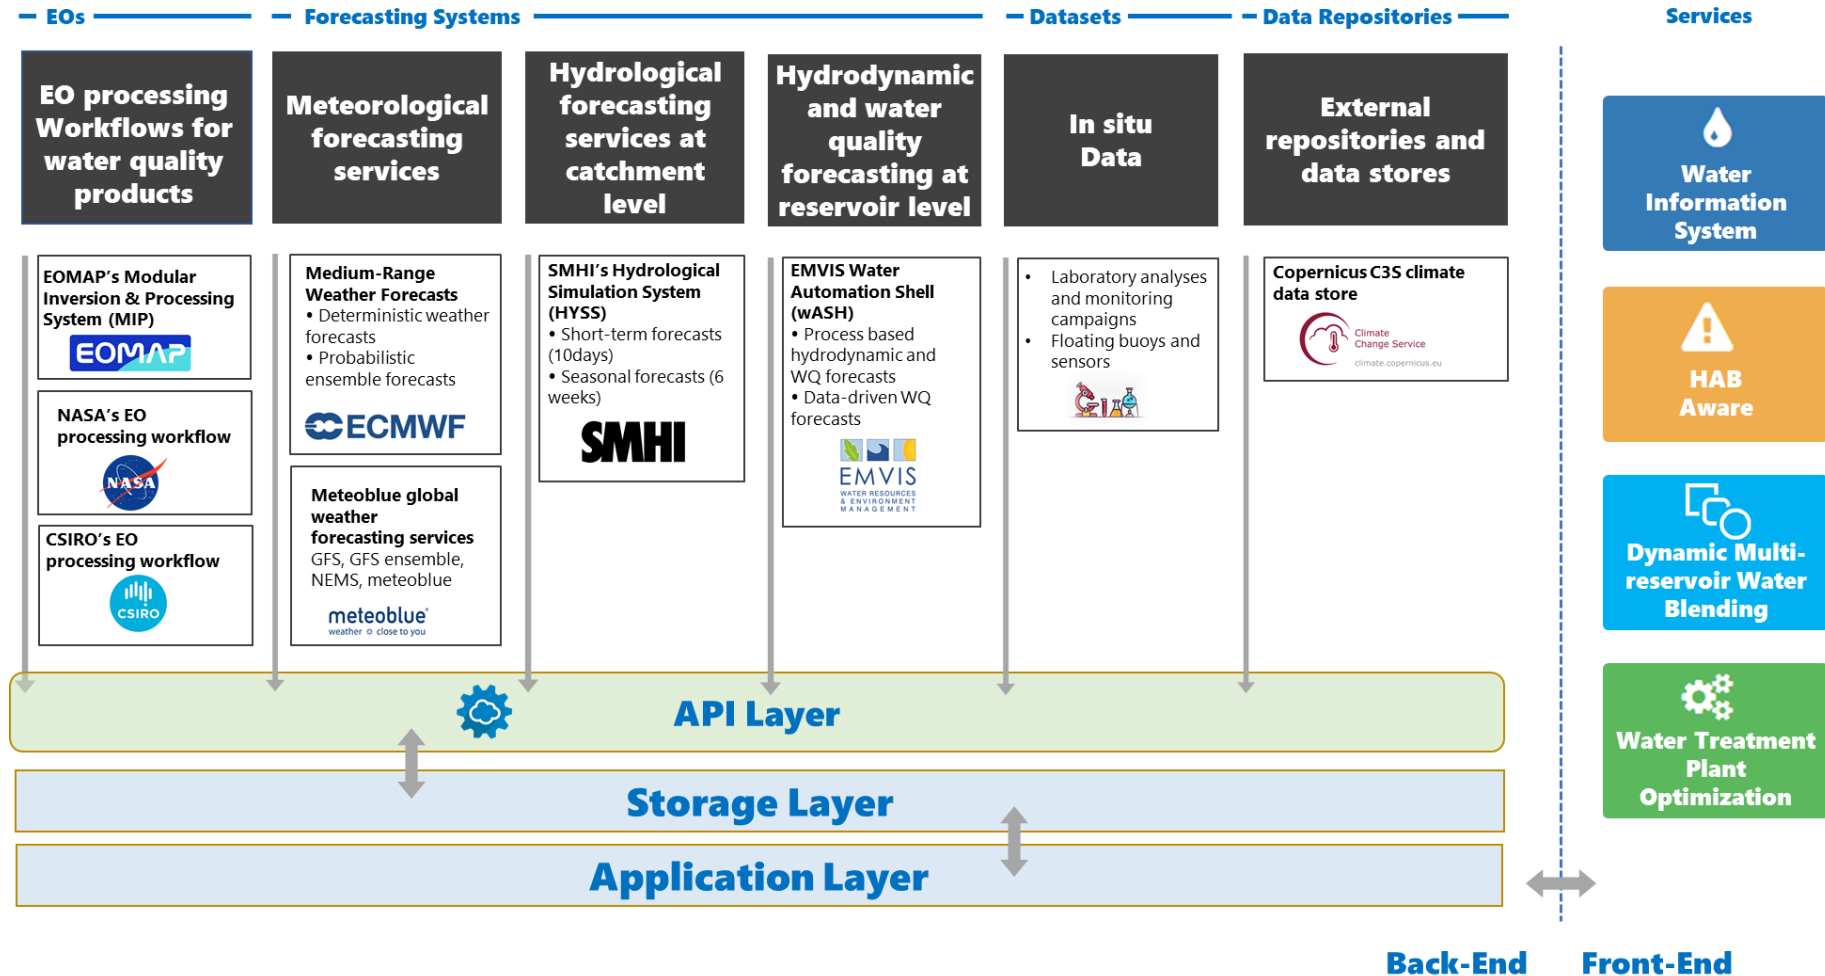 EOs
Forecasting Systems
Datasets
Data Repositories
Services
EO processing
Workflows for
water quality
products
Meteorological
forecasting
services
Hydrological
forecasting
services at
catchment
level
Hydrodynamic
and water
quality
forecasting at
reservoir level
In situ
Data
External
repositories and
data stores
EOMAP’s Modular
Inversion & Processing
System (MIP)
EOMAP
NASA’s EO
processing workflow
NASA
CSIRO’s EO
processing workflow
CSIRO
Medium-Range
Weather Forecasts
• Deterministic weather
forecasts
• Probabilistic
ensemble forecasts
ECMWF
Meteoblue global
weather
forecasting services
GFS, GFS ensemble,
NEMS, meteoblue
meteoblue®
weather ☼ close to you
SMHI’s Hydrological
Simulation System
(HYSS)
• Short-term forecasts
(10days)
• Seasonal forecasts (6
weeks)
SMHI
EMVIS Water
Automation Shell
(wASH)
• Process based
hydrodynamic and
WQ forecasts
• Data-driven WQ
forecasts
EMVIS
WATER RESOURCES
& ENVIRONMENT
MANAGEMENT
• Laboratory analyses
and monitoring
campaigns
• Floating buoys and
sensors
Copernicus C3S climate
data store
Climate
Change Service
climate.copernicus.eu
API Layer
Storage Layer
Application Layer
Water
Information
System
HAB
Aware
Dynamic Multi-
reservoir Water
Blending
Water Treatment
Plant
Optimization
Back-End
Front-End